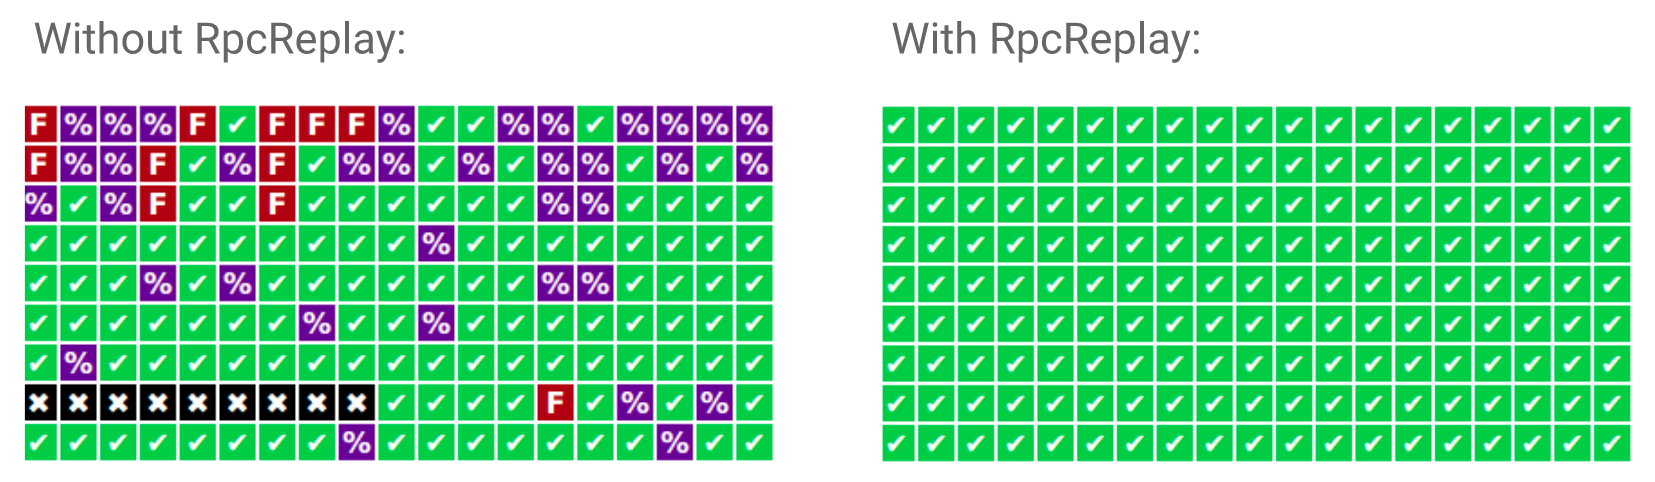 Without RpcReplay:
With RpcReplay:
F % % % F ✔ F F F % ✔ ✔ % % ✔ % % % %
✔ ✔ ✔ ✔ ✔ ✔ ✔ ✔ ✔ ✔ ✔ ✔ ✔ ✔ ✔ ✔ ✔ ✔ ✔
F % % F ✔ % F ✔ % % ✔ % ✔ % % ✔ % ✔ %
✔ ✔ ✔ ✔ ✔ ✔ ✔ ✔ ✔ ✔ ✔ ✔ ✔ ✔ ✔ ✔ ✔ ✔ ✔
% ✔ % F ✔ ✔ F ✔ ✔ ✔ ✔ ✔ ✔ % % ✔ ✔ ✔ ✔
✔ ✔ ✔ ✔ ✔ ✔ ✔ ✔ ✔ ✔ ✔ ✔ ✔ ✔ ✔ ✔ ✔ ✔ ✔
✔ ✔ ✔ ✔ ✔ ✔ ✔ ✔ ✔ ✔ % ✔ ✔ ✔ ✔ ✔ ✔ ✔ ✔
✔ ✔ ✔ ✔ ✔ ✔ ✔ ✔ ✔ ✔ ✔ ✔ ✔ ✔ ✔ ✔ ✔ ✔ ✔
✔ ✔ ✔ % ✔ % ✔ ✔ ✔ ✔ ✔ ✔ ✔ % % ✔ ✔ ✔ ✔
✔ ✔ ✔ ✔ ✔ ✔ ✔ ✔ ✔ ✔ ✔ ✔ ✔ ✔ ✔ ✔ ✔ ✔ ✔
✔ ✔ ✔ ✔ ✔ ✔ ✔ % ✔ ✔ % ✔ ✔ ✔ ✔ ✔ ✔ ✔ ✔
✔ ✔ ✔ ✔ ✔ ✔ ✔ ✔ ✔ ✔ ✔ ✔ ✔ ✔ ✔ ✔ ✔ ✔ ✔
✔ % ✔ ✔ ✔ ✔ ✔ ✔ ✔ ✔ ✔ ✔ ✔ ✔ ✔ ✔ ✔ ✔ ✔
✔ ✔ ✔ ✔ ✔ ✔ ✔ ✔ ✔ ✔ ✔ ✔ ✔ ✔ ✔ ✔ ✔ ✔ ✔
✖ ✖ ✖ ✖ ✖ ✖ ✖ ✖ ✖ ✔ ✔ ✔ ✔ F ✔ % ✔ % ✔
✔ ✔ ✔ ✔ ✔ ✔ ✔ ✔ ✔ ✔ ✔ ✔ ✔ ✔ ✔ ✔ ✔ ✔ ✔
✔ ✔ ✔ ✔ ✔ ✔ ✔ ✔ % ✔ ✔ ✔ ✔ ✔ ✔ ✔ % ✔ ✔
✔ ✔ ✔ ✔ ✔ ✔ ✔ ✔ ✔ ✔ ✔ ✔ ✔ ✔ ✔ ✔ ✔ ✔ ✔